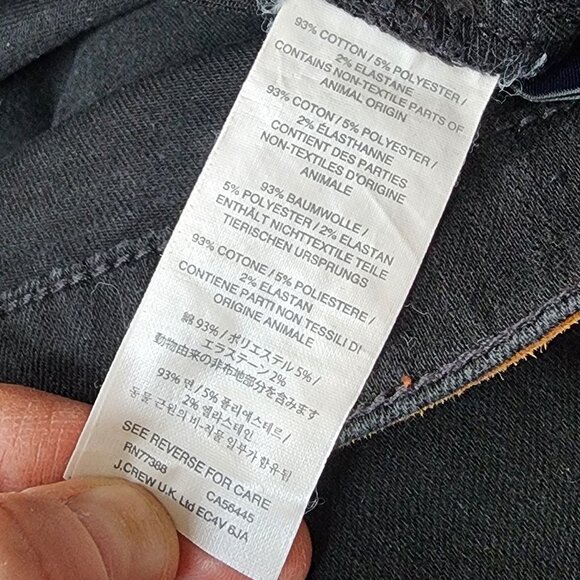 93% COTTON / 5% POLYESTER /
2% ELASTANE
CONTAINS NON-TEXTILE PARTS OF
ANIMAL ORIGIN
93% COTON / 5% POLYESTER /
2% ÉLASTHANNE
CONTIENT DES PARTIES
NON-TEXTILES D'ORIGINE
ANIMALE
93% BAUMWOLLE /
5% POLYESTER / 2% ELASTAN
ENTHÄLT NICHTTEXTILE TEILE
TIERISCHEN URSPRUNGS
93% COTONE / 5% POLIESTERE /
2% ELASTAN
CONTIENE PARTI NON TESSILI DI
ORIGINE ANIMALE
綿 93% / ポリエステル 5% /
エラステーン 2%
動物由来の非布地部分を含みます
93% 면 / 5% 폴리에스테르 /
2% 엘라스테인
동물 근원의 비-직물 일부가 함유된
SEE REVERSE FOR CARE
RN77388 CA56445
J.CREW U.K. Ltd EC4V 6JA